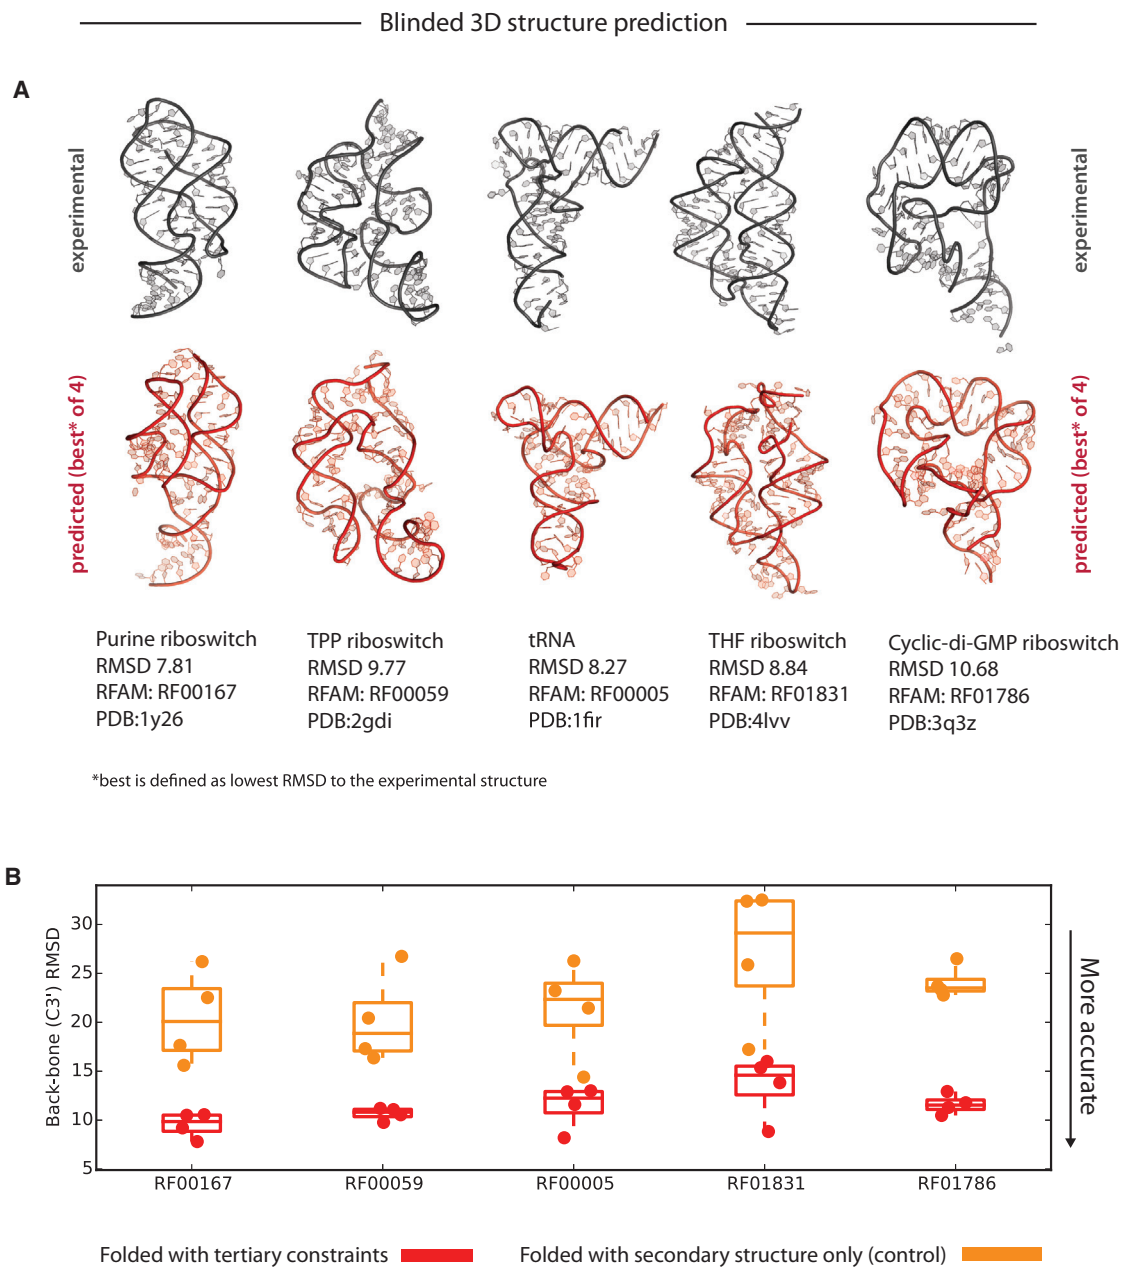 Blinded 3D structure prediction
A
experimental
experimental
predicted (best* of 4)
predicted (best* of 4)
Purine riboswitch
RMSD 7.81
RFAM: RF00167
PDB:1y26
TPP riboswitch
RMSD 9.77
RFAM: RF00059
PDB:2gdi
tRNA
RMSD 8.27
RFAM: RF00005
PDB:1fir
THF riboswitch
RMSD 8.84
RFAM: RF01831
PDB:4lvv
Cyclic-di-GMP riboswitch
RMSD 10.68
RFAM: RF01786
PDB:3q3z
*best is defined as lowest RMSD to the experimental structure
B
Back-bone (C3') RMSD
30
25
20
15
10
5
RF00167
RF00059
RF00005
RF01831
RF01786
More accurate
Folded with tertiary constraints
Folded with secondary structure only (control)